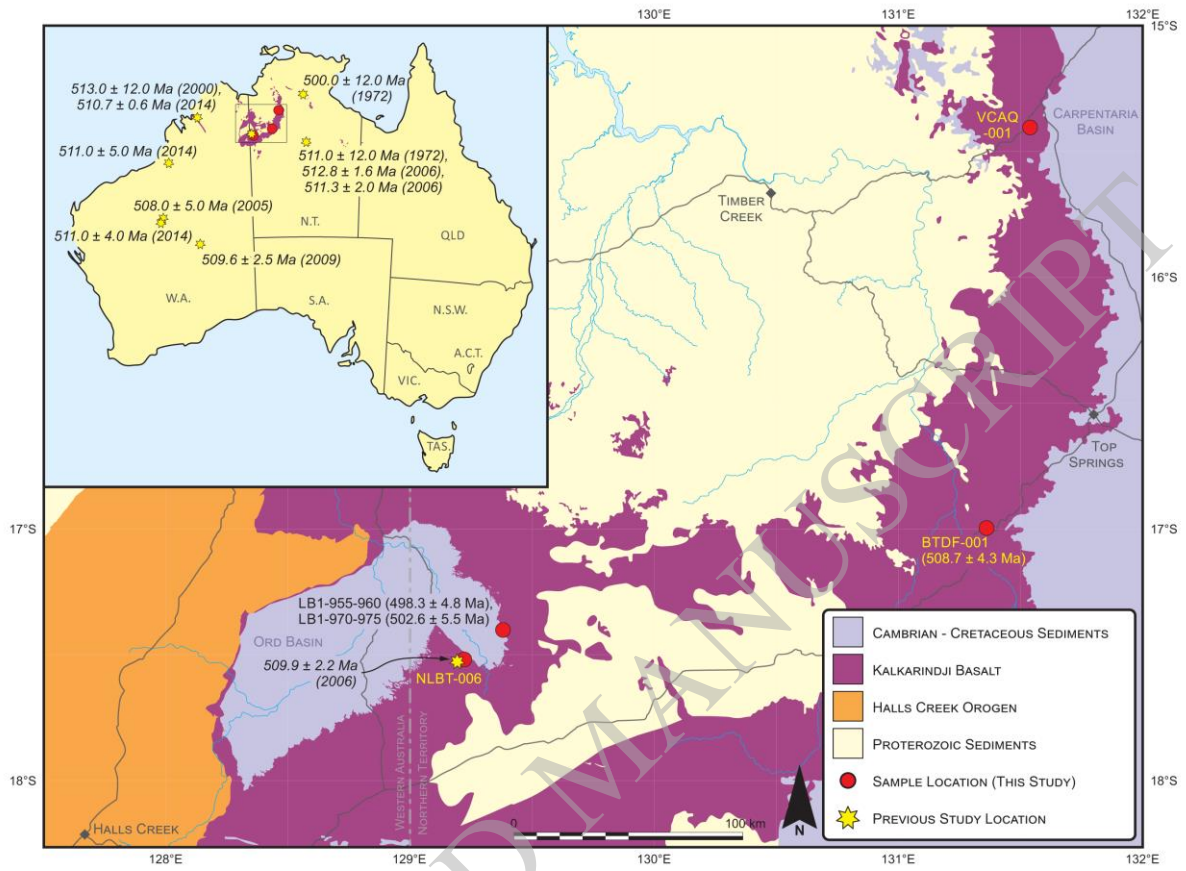 130°E
131°E
132°E
15°S
513.0 ± 12.0 Ma (2000),
510.7 ± 0.6 Ma (2014)
500.0 ± 12.0 Ma
(1972)
511.0 ± 5.0 Ma (2014)
511.0 ± 12.0 Ma (1972),
512.8 ± 1.6 Ma (2006),
511.3 ± 2.0 Ma (2006)
508.0 ± 5.0 Ma (2005)
511.0 ± 4.0 Ma (2014)
509.6 ± 2.5 Ma (2009)
N.T.
QLD
W.A.
S.A.
N.S.W.
A.C.T.
VIC.
TAS.
VCAQ
-001
CARPENTARIA
BASIN
TIMBER
CREEK
16°S
TOP
SPRINGS
17°S
17°S
BTDF-001
(508.7 ± 4.3 Ma)
ORD BASIN
LB1-955-960 (498.3 ± 4.8 Ma),
LB1-970-975 (502.6 ± 5.5 Ma)
509.9 ± 2.2 Ma
(2006)
NLBT-006
WESTERN AUSTRALIA
NORTHERN TERRITORY
18°S
18°S
HALLS CREEK
0
100 km
N
CAMBRIAN - CRETACEOUS SEDIMENTS
KALKARINDJI BASALT
HALLS CREEK OROGEN
PROTEROZOIC SEDIMENTS
SAMPLE LOCATION (THIS STUDY)
PREVIOUS STUDY LOCATION
128°E
129°E
130°E
131°E
132°E
D MANUSCRIPT